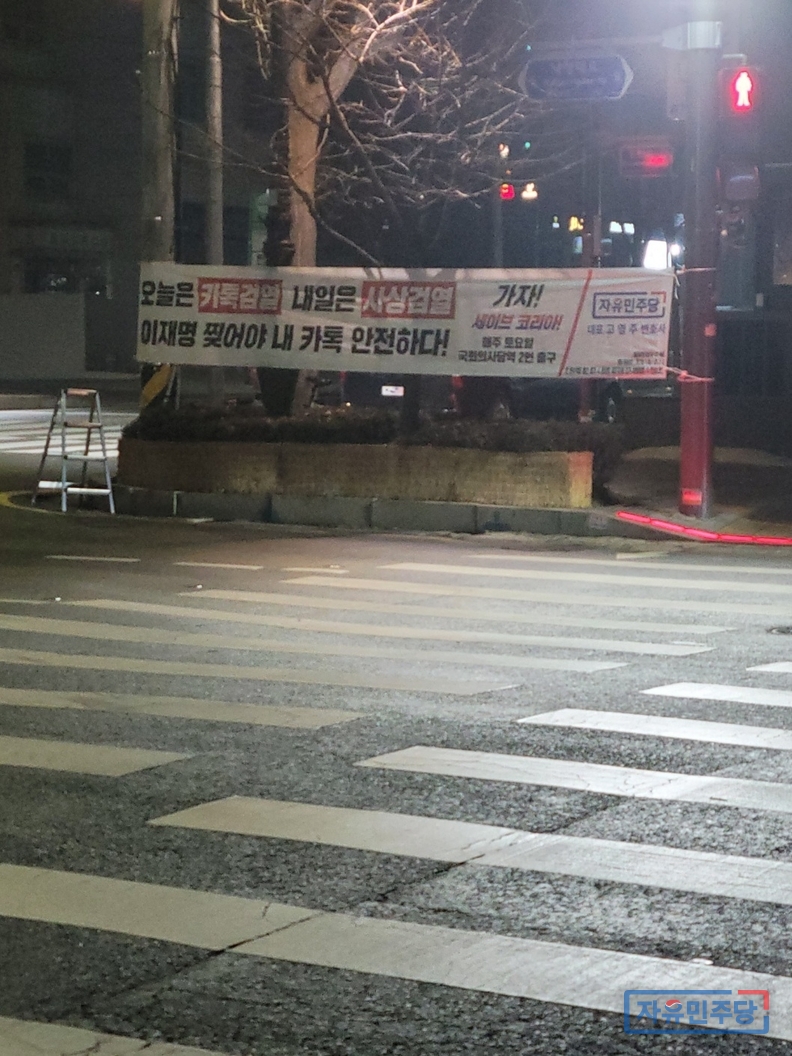 오늘은 카톡검열 내일은 사상검열
이재명 찢어야 내 카톡 안전하다!
가자!
세이브 코리아!
매주 토요일
국회의사당역 2번 출구
자유민주당
대표 고영주 변호사
자유민주당